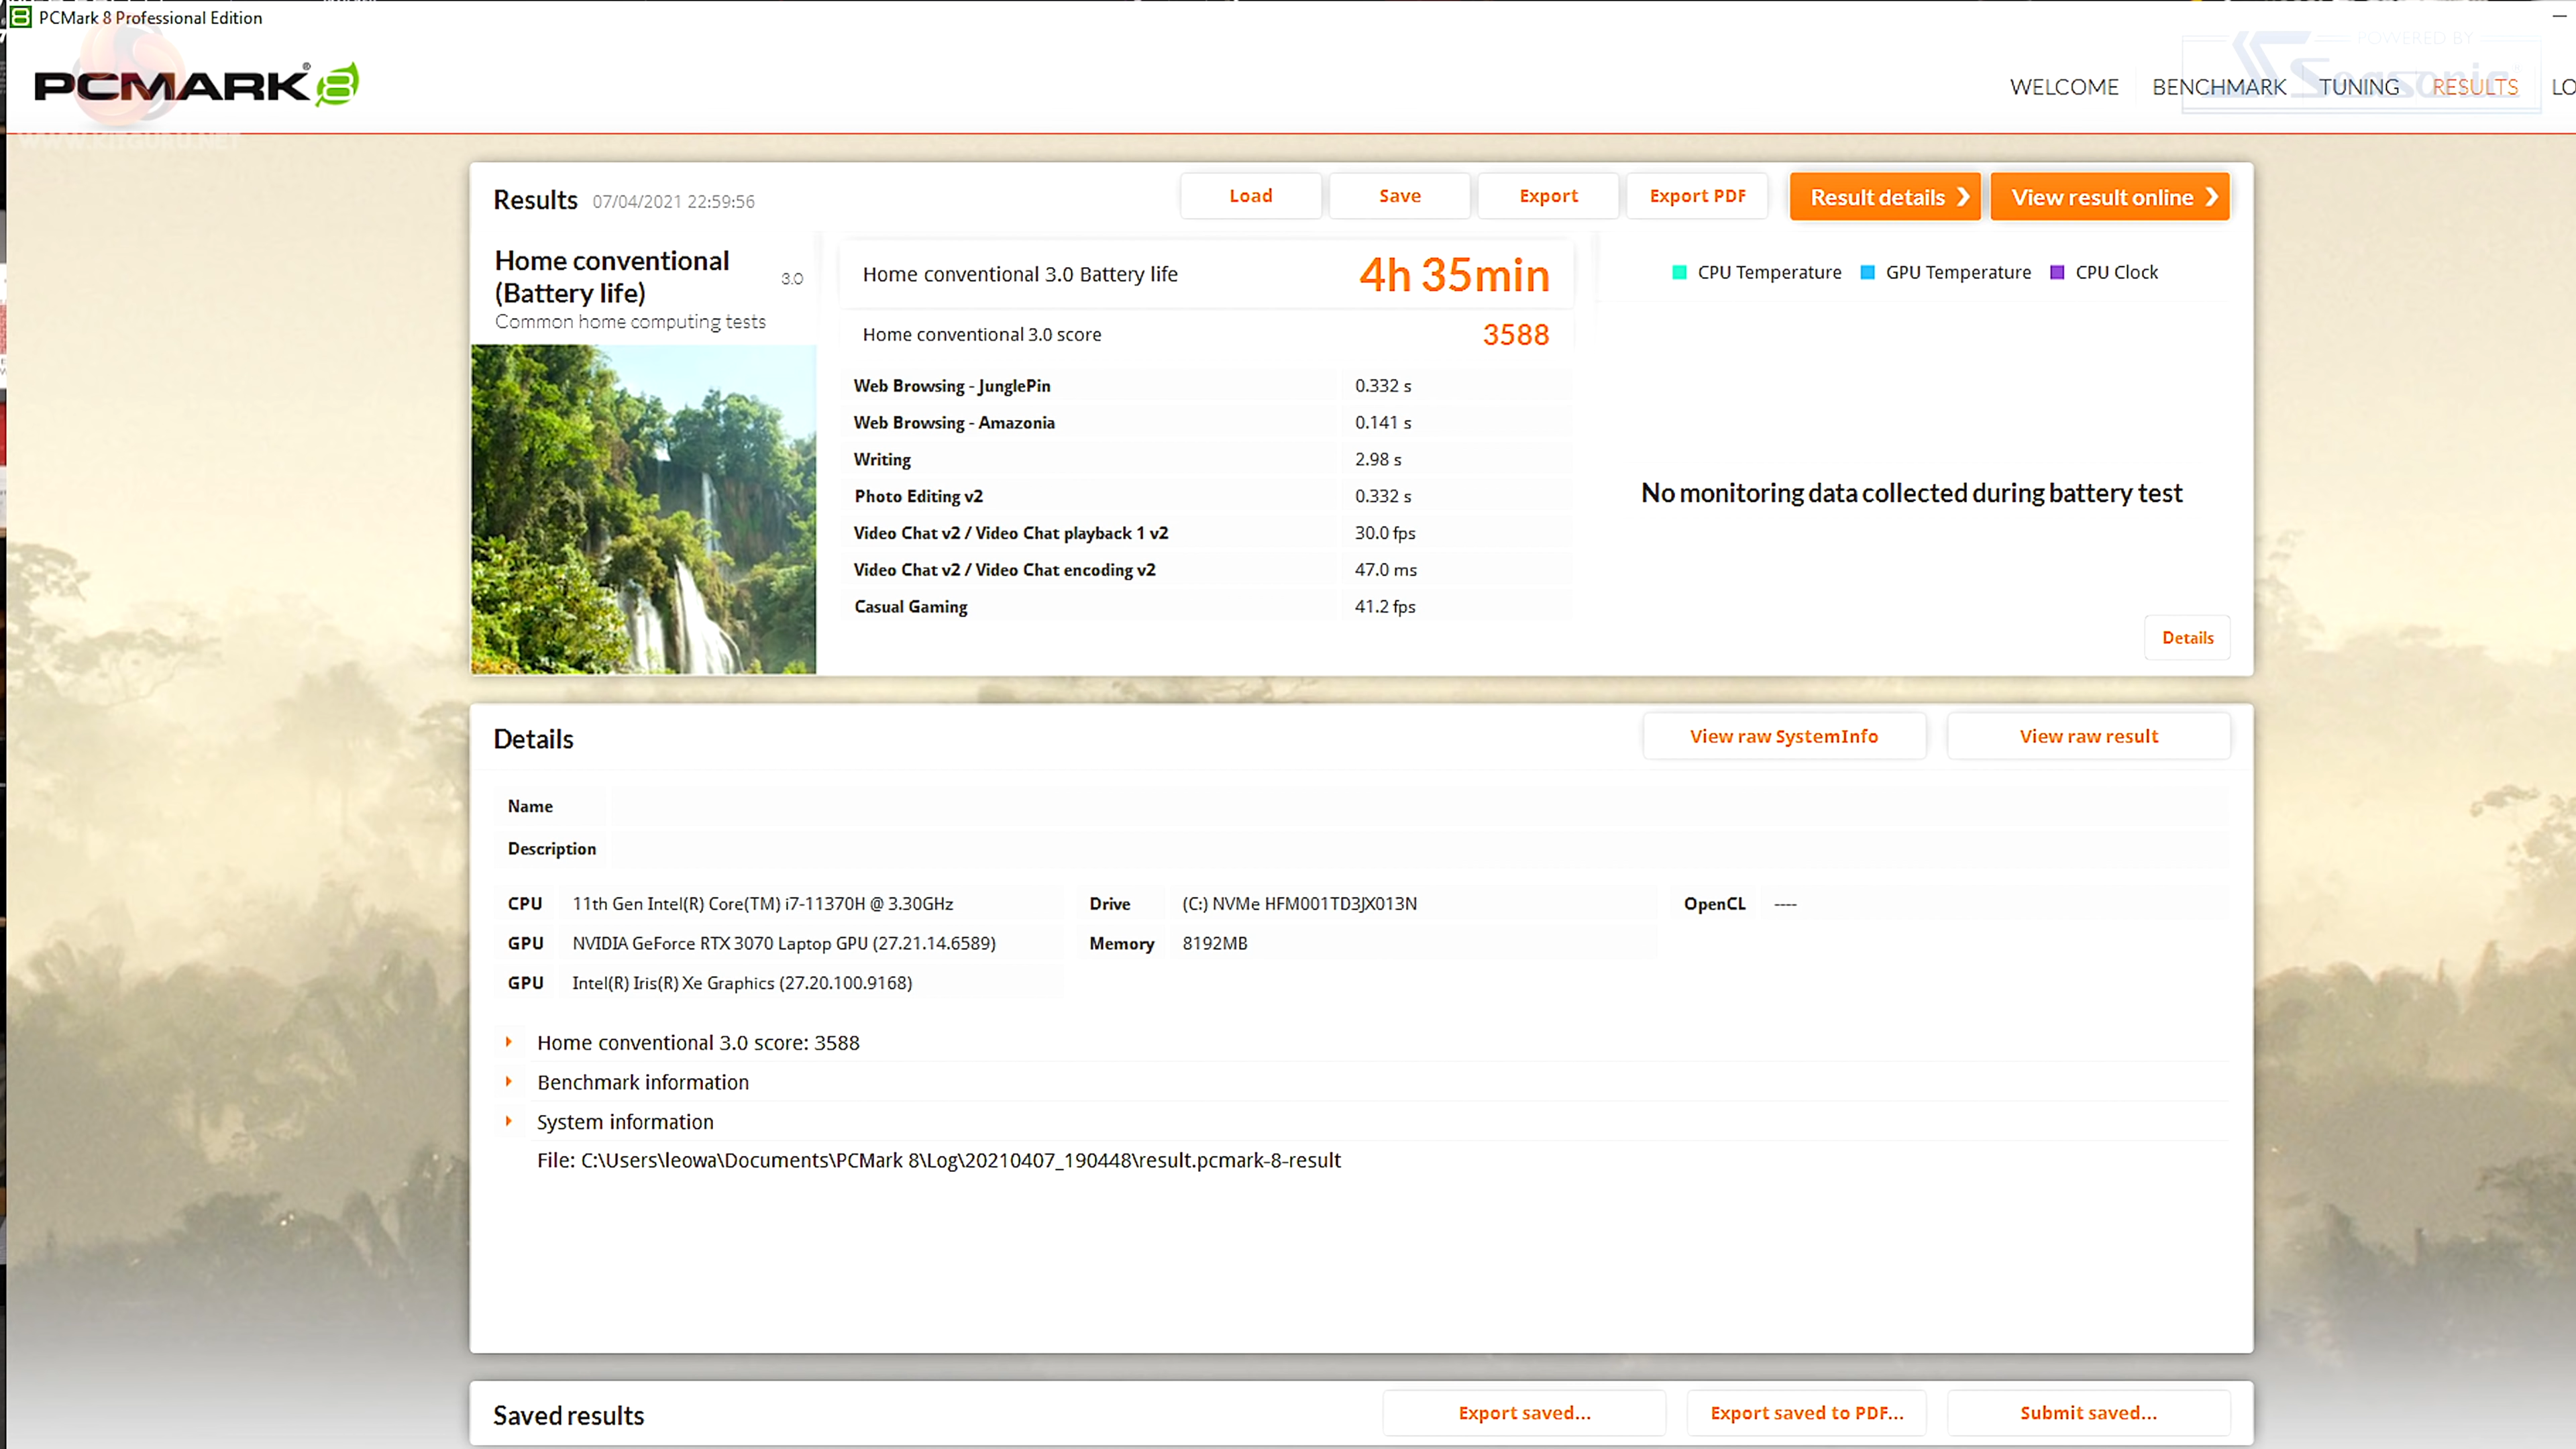 PCMark 8 Professional Edition
PCMARK® 8
POWERED BY
Seasonic
WELCOME BENCHMARK TUNING RESULTS LO
WWW.KITGURU.NET
Results 07/04/2021 22:59:56
Load Save Export Export PDF Result details View result online
Home conventional
(Battery life)
3.0
Common home computing tests
Home conventional 3.0 Battery life 4h 35min
Home conventional 3.0 score 3588
Web Browsing - JunglePin 0.332 s
Web Browsing - Amazonia 0.141 s
Writing 2.98 s
Photo Editing v2 0.332 s
Video Chat v2 / Video Chat playback 1 v2 30.0 fps
Video Chat v2 / Video Chat encoding v2 47.0 ms
Casual Gaming 41.2 fps
CPU Temperature GPU Temperature CPU Clock
No monitoring data collected during battery test
Details
Details
View raw SystemInfo View raw result
Name
Description
CPU 11th Gen Intel(R) Core(TM) i7-11370H @ 3.30GHz Drive (C:) NVMe HFM001TD3JX013N OpenCL ----
GPU NVIDIA GeForce RTX 3070 Laptop GPU (27.21.14.6589) Memory 8192MB
GPU Intel(R) Iris(R) Xe Graphics (27.20.100.9168)
Home conventional 3.0 score: 3588
Benchmark information
System information
File: C:\Users\leowa\Documents\PCMark 8\Log\20210407_190448\result.pcmark-8-result
Saved results
Export saved... Export saved to PDF... Submit saved...